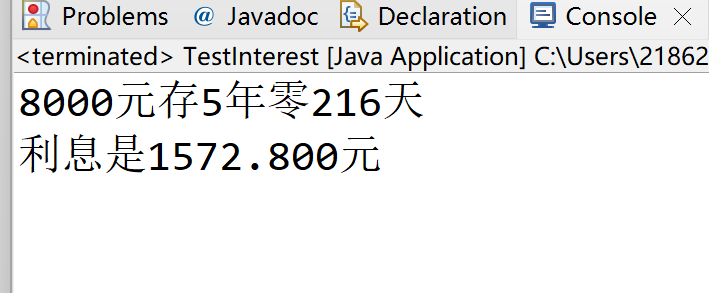 Problems @ Javadoc Declaration Console
<terminated> TestInterest [Java Application] C:\Users\21862
8000元存5年零216天
利息是1572.800元